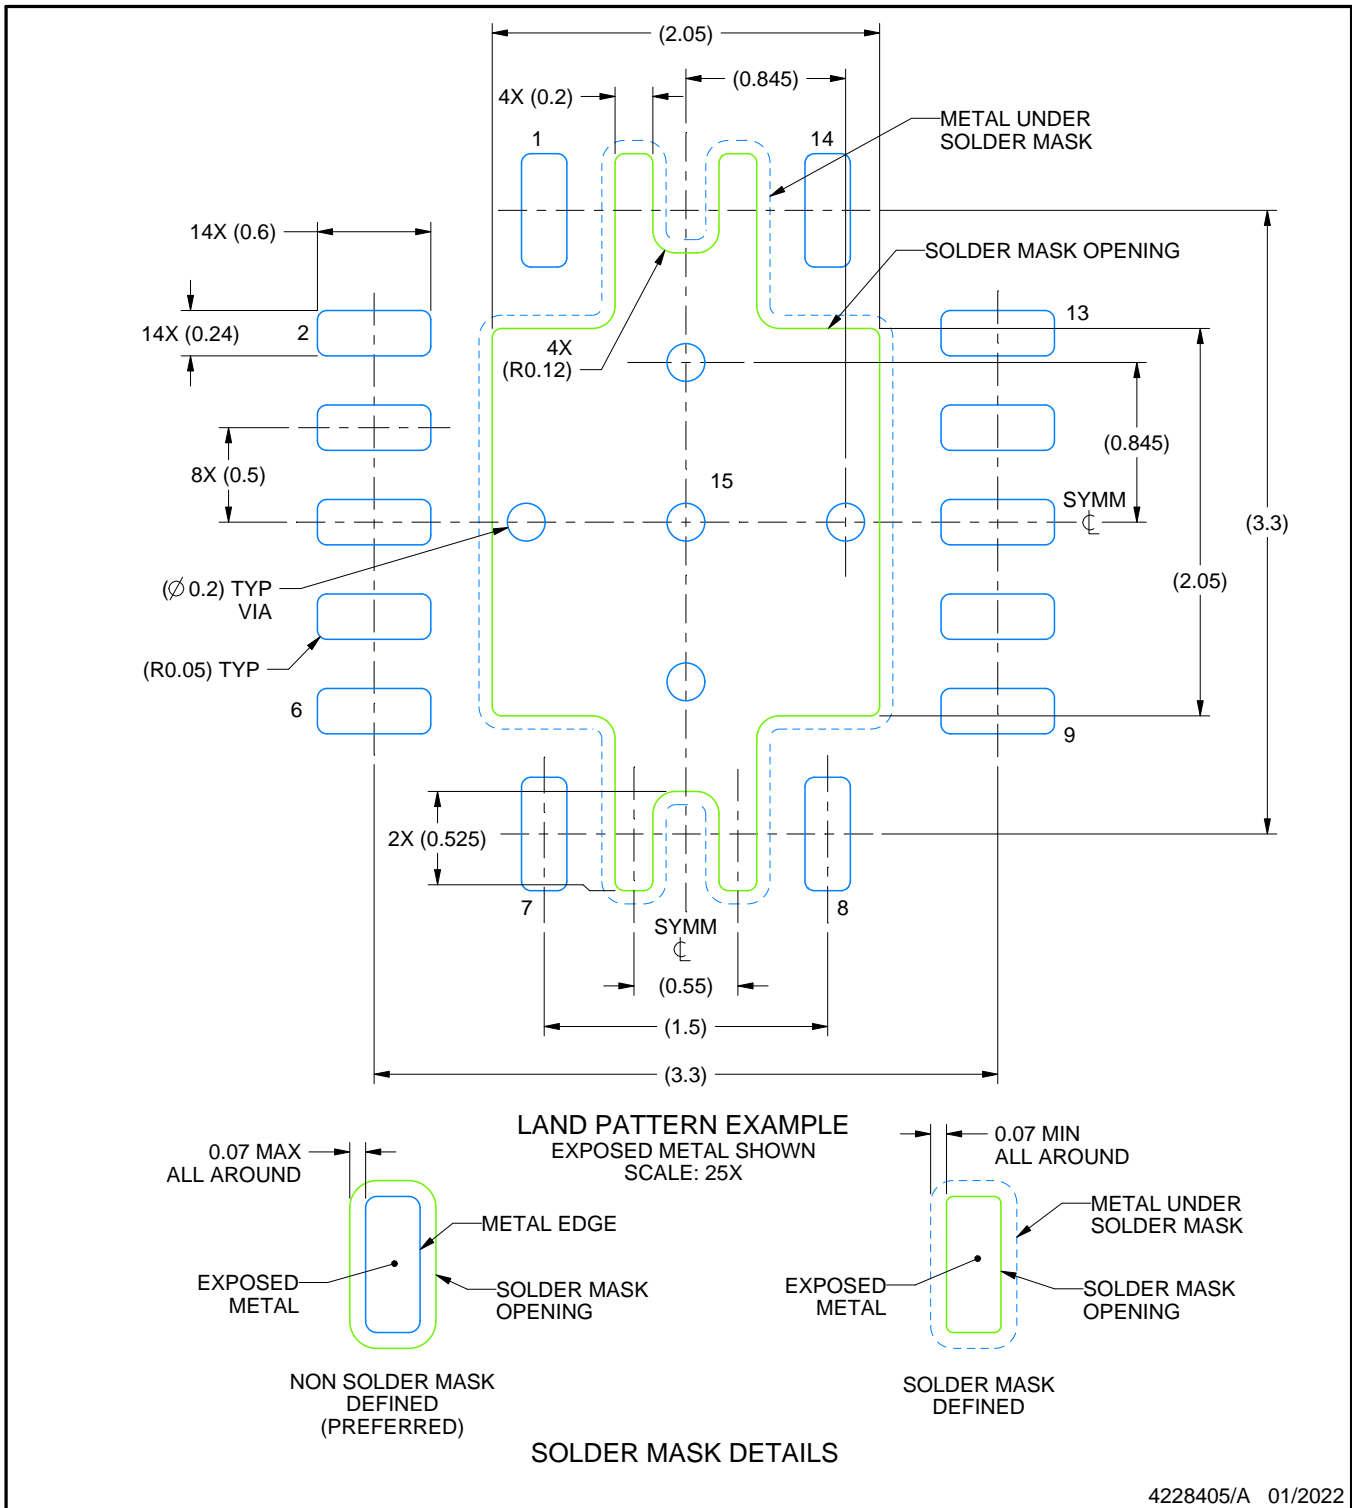 (2.05)
(0.845)
4X (0.2)
METAL UNDER
SOLDER MASK
1
14
14X (0.6)
SOLDER MASK OPENING
14X (0.24)
2
13
4X
(R0.12)
(0.845)
8X (0.5)
15
SYMM
CL
(3.3)
(2.05)
(Ø 0.2) TYP
VIA
(R0.05) TYP
6
9
2X (0.525)
7
8
SYMM
CL
(0.55)
(1.5)
(3.3)
LAND PATTERN EXAMPLE
EXPOSED METAL SHOWN
SCALE: 25X
0.07 MAX
ALL AROUND
METAL EDGE
EXPOSED
METAL
SOLDER MASK
OPENING
NON SOLDER MASK
DEFINED
(PREFERRED)
0.07 MIN
ALL AROUND
METAL UNDER
SOLDER MASK
EXPOSED
METAL
SOLDER MASK
OPENING
SOLDER MASK
DEFINED
SOLDER MASK DETAILS
4228405/A 01/2022